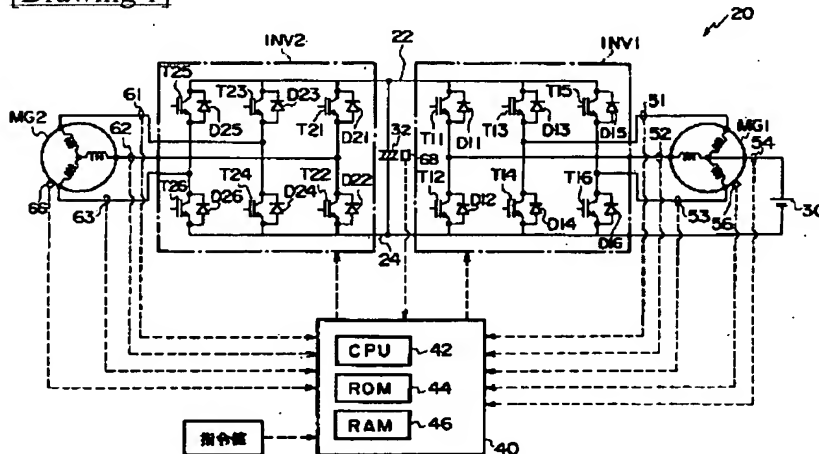 [Drawing 1]
20
INV2
22
INV1
T25
T23
T21
D25
D23
D21
61
MG2
62
63
66
T26
T24
T22
D26
D24
D22
24
32
68
T11
T13
T15
D11
D13
D15
T12
T14
T16
D12
D14
D16
51
52
MG1
54
53
56
30
CPU
42
ROM
44
RAM
46
40
指令値